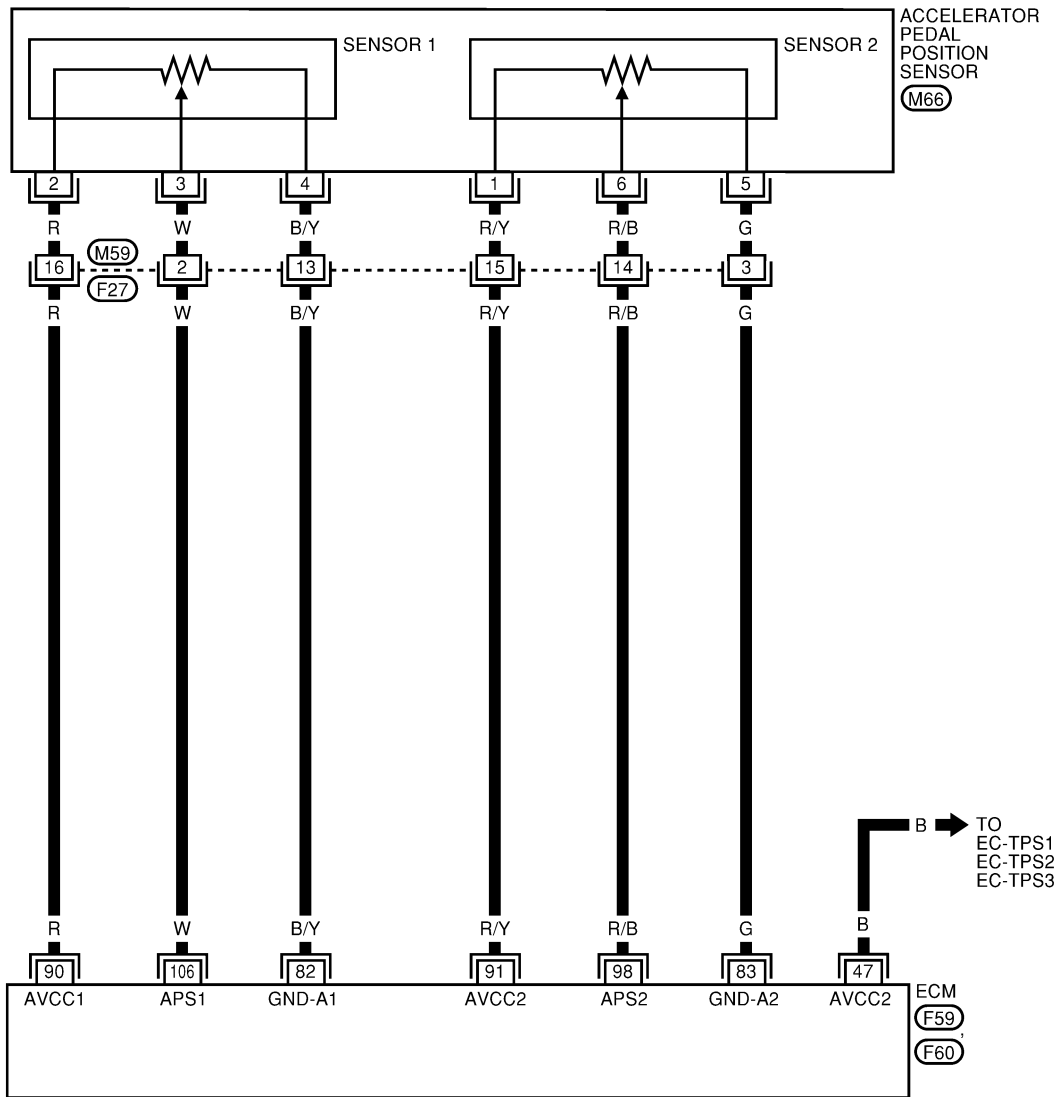 ACCELERATOR
PEDAL
POSITION
SENSOR
M66
SENSOR 1 SENSOR 2
2 3 4 1 6 5
R W B/Y R/Y R/B G
M59
16 2 13 15 14 3
F27
R W B/Y R/Y R/B G
B TO
EC-TPS1
EC-TPS2
EC-TPS3
R W B/Y R/Y R/B G B
90 106 82 91 98 83 47
AVCC1 APS1 GND-A1 AVCC2 APS2 GND-A2 AVCC2
ECM
F59 ,
F60